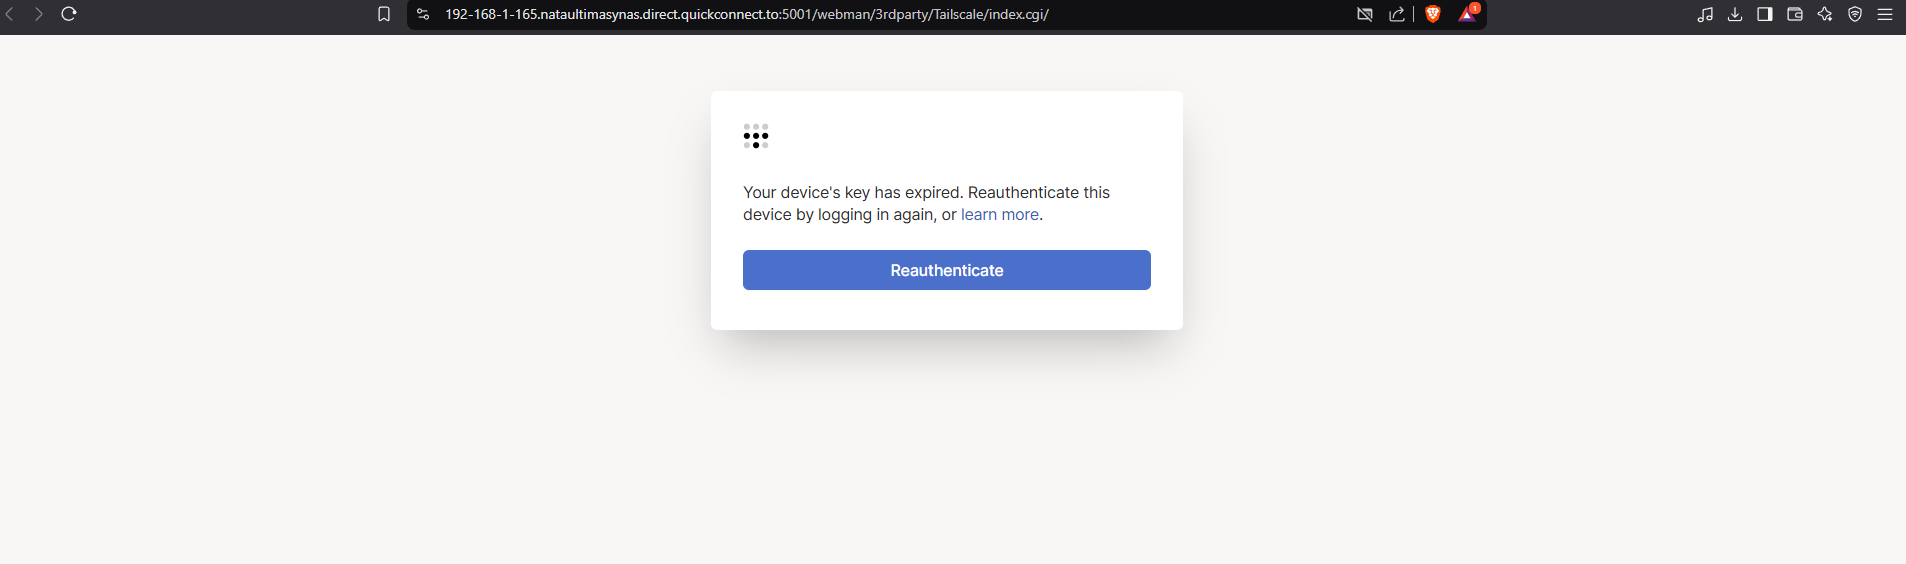 192-168-1-165.nataultimasynas.direct.quickconnect.to:5001/webman/3rdparty/Tailscale/index.cgi/
1
Your device's key has expired. Reauthenticate this
device by logging in again, or learn more.
Reauthenticate